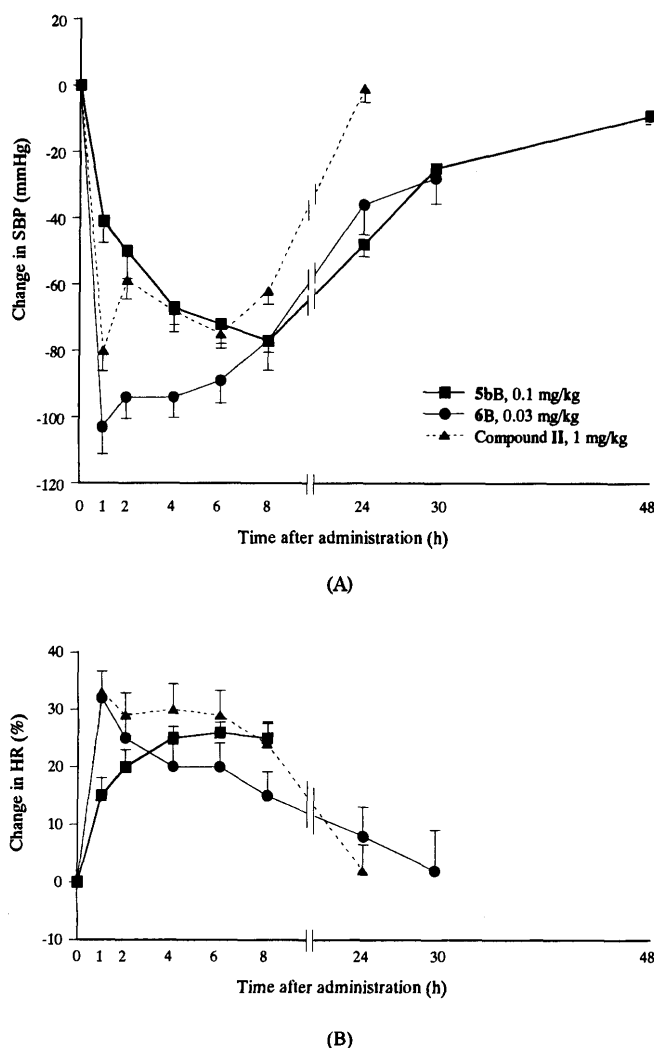 20
0
-20
-40
-60
-80
-100
-120
Change in SBP (mmHg)
5bB, 0.1 mg/kg
6B, 0.03 mg/kg
Compound II, 1 mg/kg
0 1 2 4 6 8 24 30 48
Time after administration (h)
(A)
40
30
20
10
0
-10
Change in HR (%)
0 1 2 4 6 8 24 30 48
Time after administration (h)
(B)